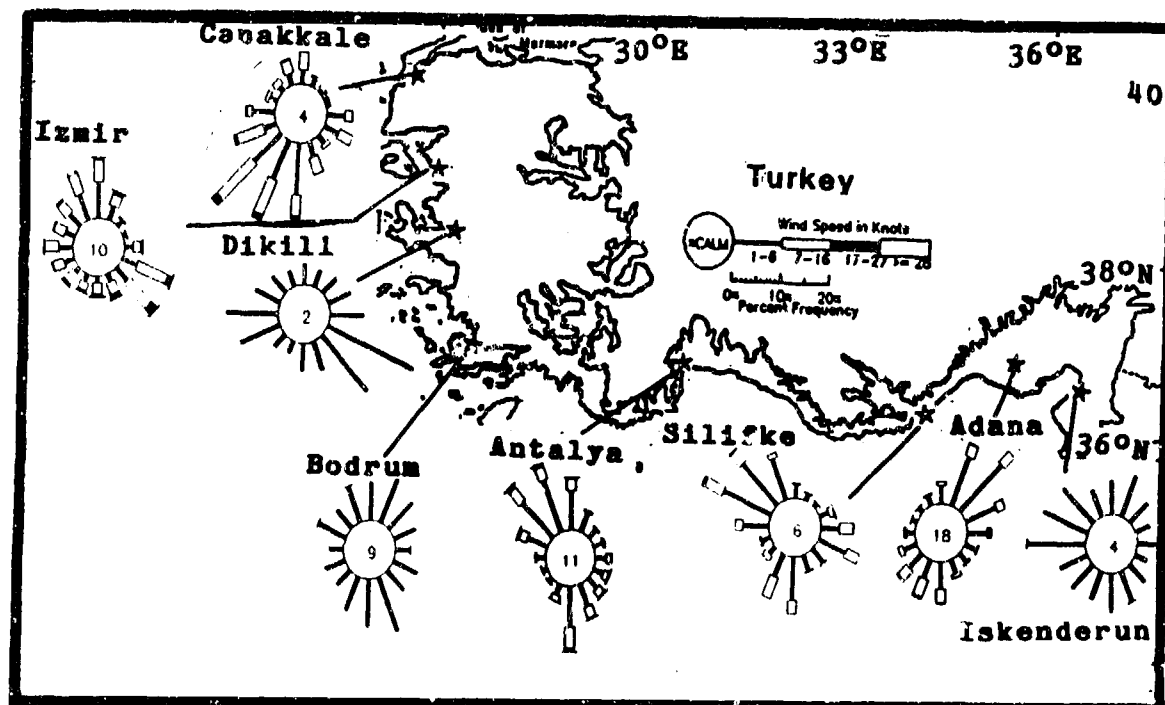 Canakkale
Marmara
30°E
33°E
36°E
40
4
Izmir
Turkey
10
Wind Speed in Knots
=CALM
1-6
7-16
17-27
Dikili
38°N
0%
10%
20%
Percent Frequency
2
Antalya,
Silifke
Adana
36°N
Bodrum
9
11
6
18
4
Iskenderun